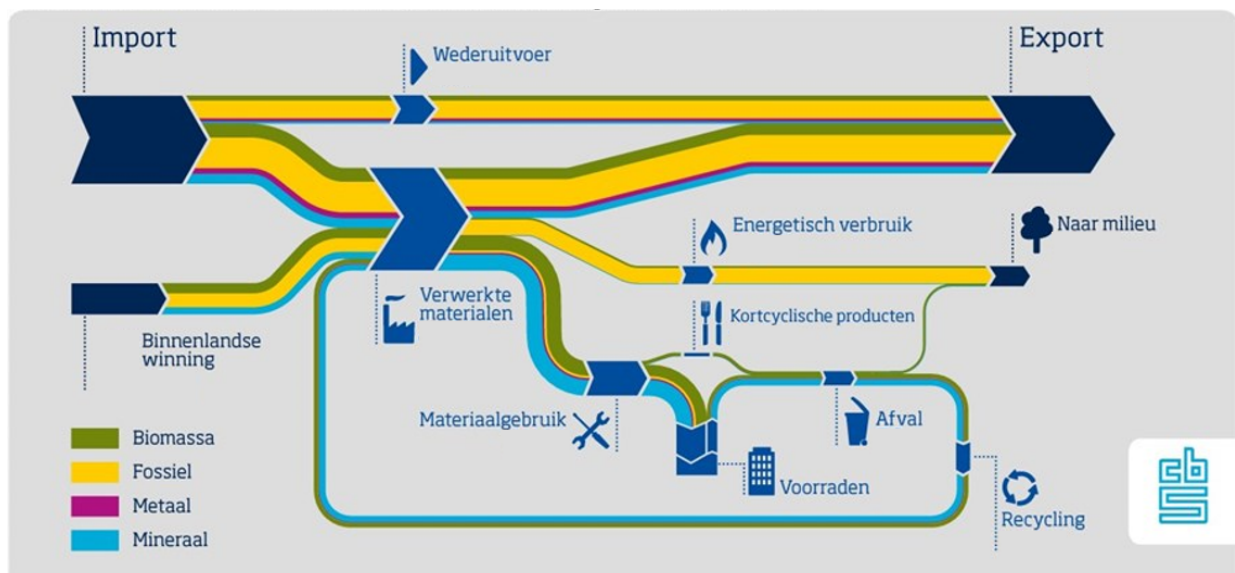 Import
Export
Wederuitvoer
Energetisch verbruik
Naar milieu
Verwerkte
materialen
Kortcyclische producten
Binnenlandse
winning
Materiaalgebruik
Afval
Voorraden
Recycling
Biomassa
Fossiel
Metaal
Mineraal
cbs